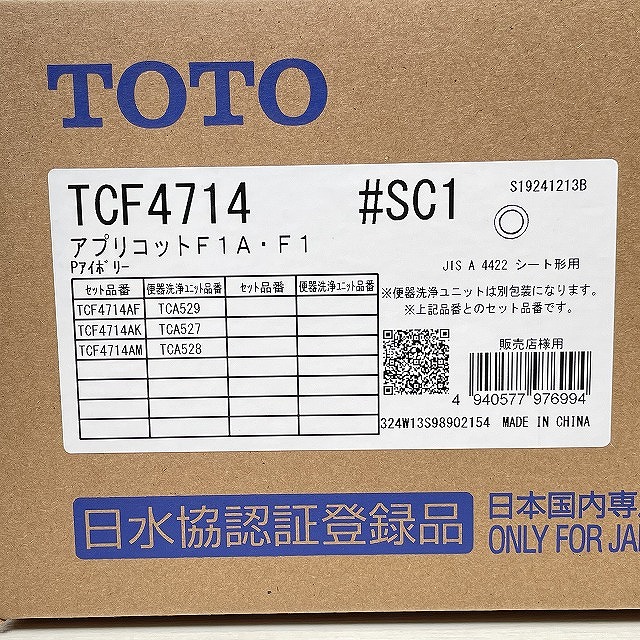 TOTO
TCF4714 #SC1 S19241213B
アプリコットF1A・F1
Pアイボリー
JIS A 4422 シート形用
セット品番 便器洗浄ユニット品番 セット品番 便器洗浄ユニット品番
TCF4714AF TCA529
TCF4714AK TCA527
TCF4714AM TCA528
※便器洗浄ユニットは別包装になります。
※上記品番とのセット品番です。
販売店様用
4 940577 976994
324W13S98902154 MADE IN CHINA
日水協認証登録品
日本国内専
ONLY FOR JA